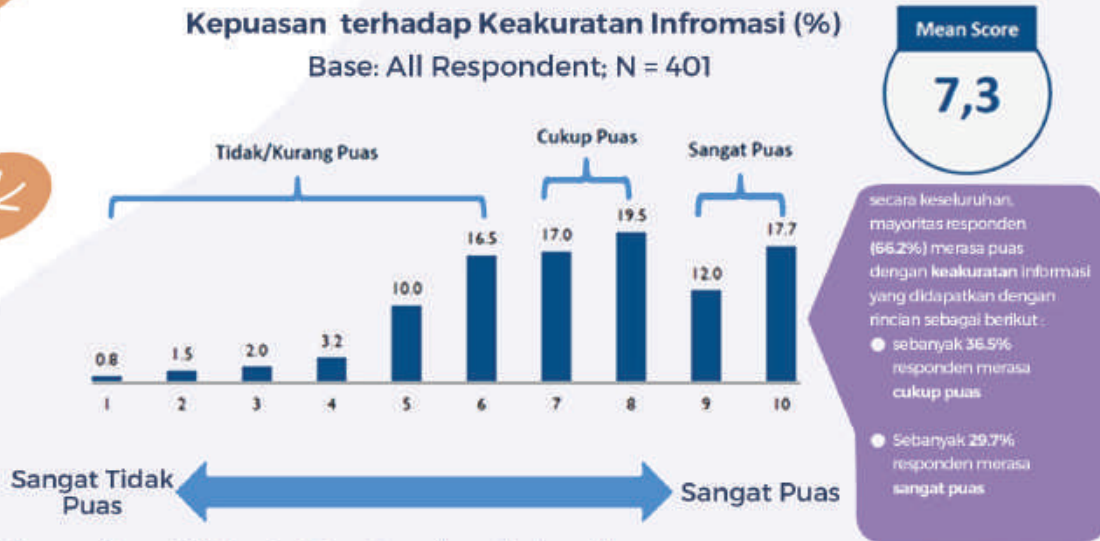 Kepuasan terhadap Keakuratan Infromasi (%)
Base: All Respondent; N = 401
Mean Score
7,3
Tidak/Kurang Puas
Cukup Puas
Sangat Puas
0.8
1.5
2.0
3.2
10.0
16.5
17.0
19.5
12.0
17.7
1
2
3
4
5
6
7
8
9
10
Sangat Tidak
Puas
Sangat Puas
secara keseluruhan,
mayoritas responden
(66.2%) merasa puas
dengan keakuratan informasi
yang didapatkan dengan
rincian sebagai berikut :
sebanyak 36.5%
responden merasa
cukup puas
Sebanyak 29.7%
responden merasa
sangat puas